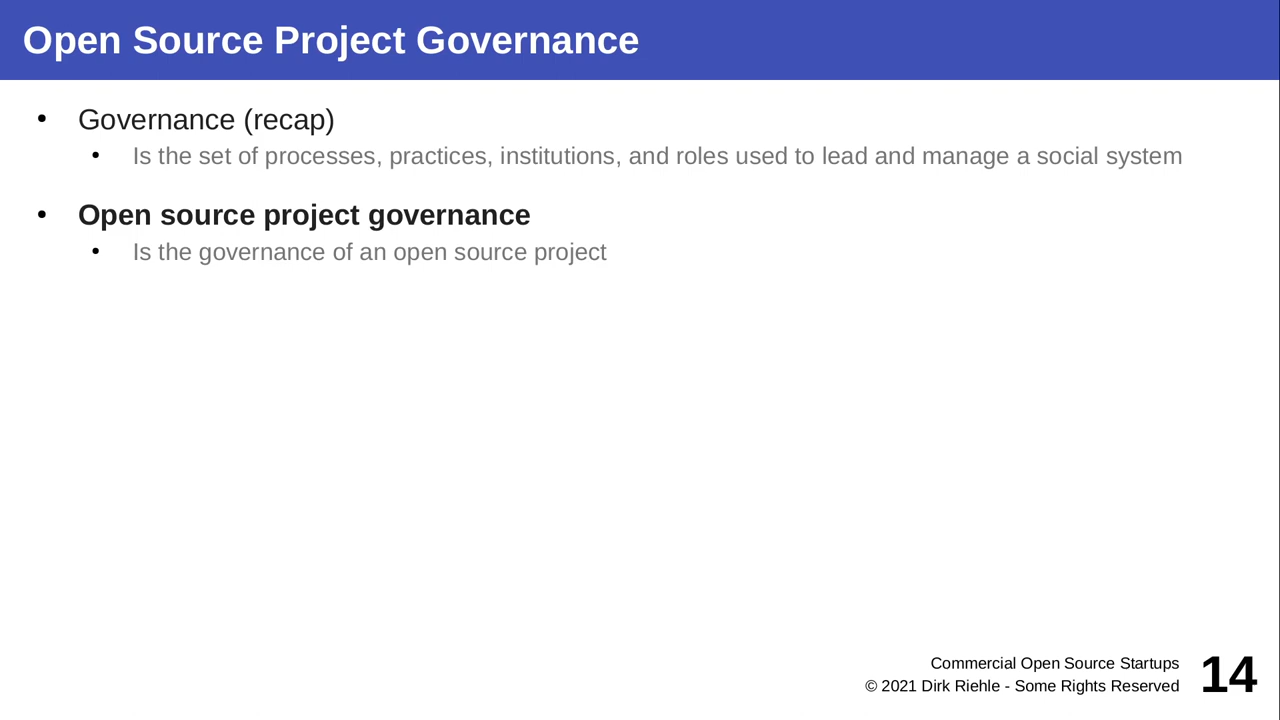 Open Source Project Governance
• Governance (recap)
• Is the set of processes, practices, institutions, and roles used to lead and manage a social system
• Open source project governance
• Is the governance of an open source project
Commercial Open Source Startups
© 2021 Dirk Riehle - Some Rights Reserved
14